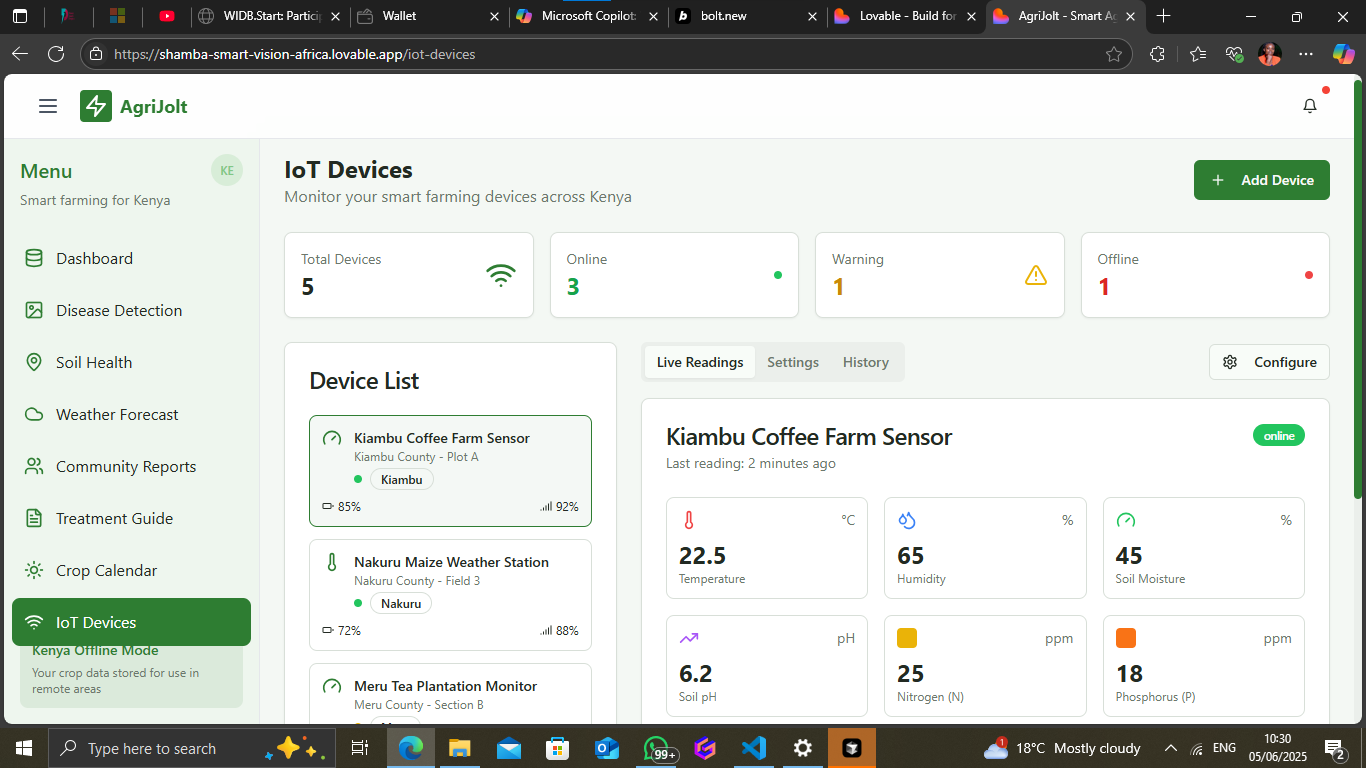 WIDB.Start: Partici
Wallet
Microsoft Copilot:
bolt.new
Lovable - Build for
AgriJolt - Smart Ag
https://shamba-smart-vision-africa.lovable.app/iot-devices
AgriJolt
Menu
KE
Smart farming for Kenya
Dashboard
Disease Detection
Soil Health
Weather Forecast
Community Reports
Treatment Guide
Crop Calendar
IoT Devices
Kenya Offline Mode
Your crop data stored for use in
remote areas
IoT Devices
Monitor your smart farming devices across Kenya
+ Add Device
Total Devices
5
Online
3
Warning
1
Offline
1
Device List
Kiambu Coffee Farm Sensor
Kiambu County - Plot A
Kiambu
85% 92%
Nakuru Maize Weather Station
Nakuru County - Field 3
Nakuru
72% 88%
Meru Tea Plantation Monitor
Meru County - Section B
Live Readings Settings History
Configure
Kiambu Coffee Farm Sensor
online
Last reading: 2 minutes ago
°C
22.5
Temperature
%
65
Humidity
%
45
Soil Moisture
pH
6.2
Soil pH
ppm
25
Nitrogen (N)
ppm
18
Phosphorus (P)
Type here to search
99+
1
18°C Mostly cloudy
ENG
10:30
05/06/2025
2